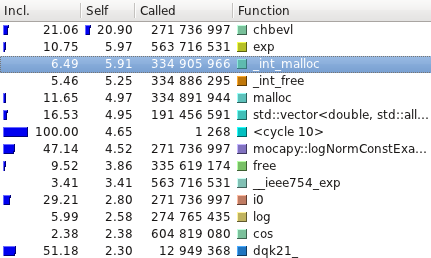 Incl. Self Called Function
21.06 20.90 271 736 997 chbevl
10.75 5.97 563 716 531 exp
6.49 5.91 334 905 966 _int_malloc
5.46 5.25 334 886 295 _int_free
11.65 4.97 334 891 944 malloc
16.53 4.95 191 456 591 std::vector<double, std::all...
100.00 4.65 1 268 <cycle 10>
47.14 4.52 271 736 997 mocapy::logNormConstExa...
9.52 3.86 335 619 174 free
3.41 3.41 563 716 531 __ieee754_exp
29.21 2.80 271 736 997 i0
5.99 2.58 274 765 435 log
2.38 2.38 604 819 080 cos
51.18 2.30 12 949 368 dqk21_